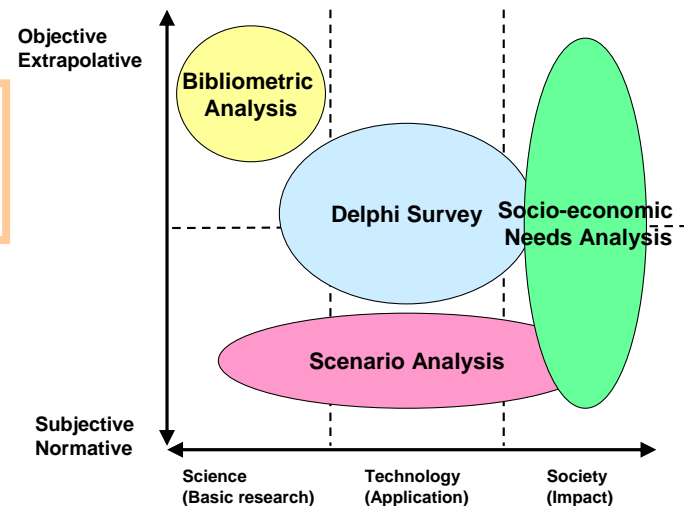 Objective
Extrapolative
Bibliometric
Analysis
Delphi Survey
Socio-economic
Needs Analysis
Scenario Analysis
Subjective
Normative
Science
(Basic research)
Technology
(Application)
Society
(Impact)